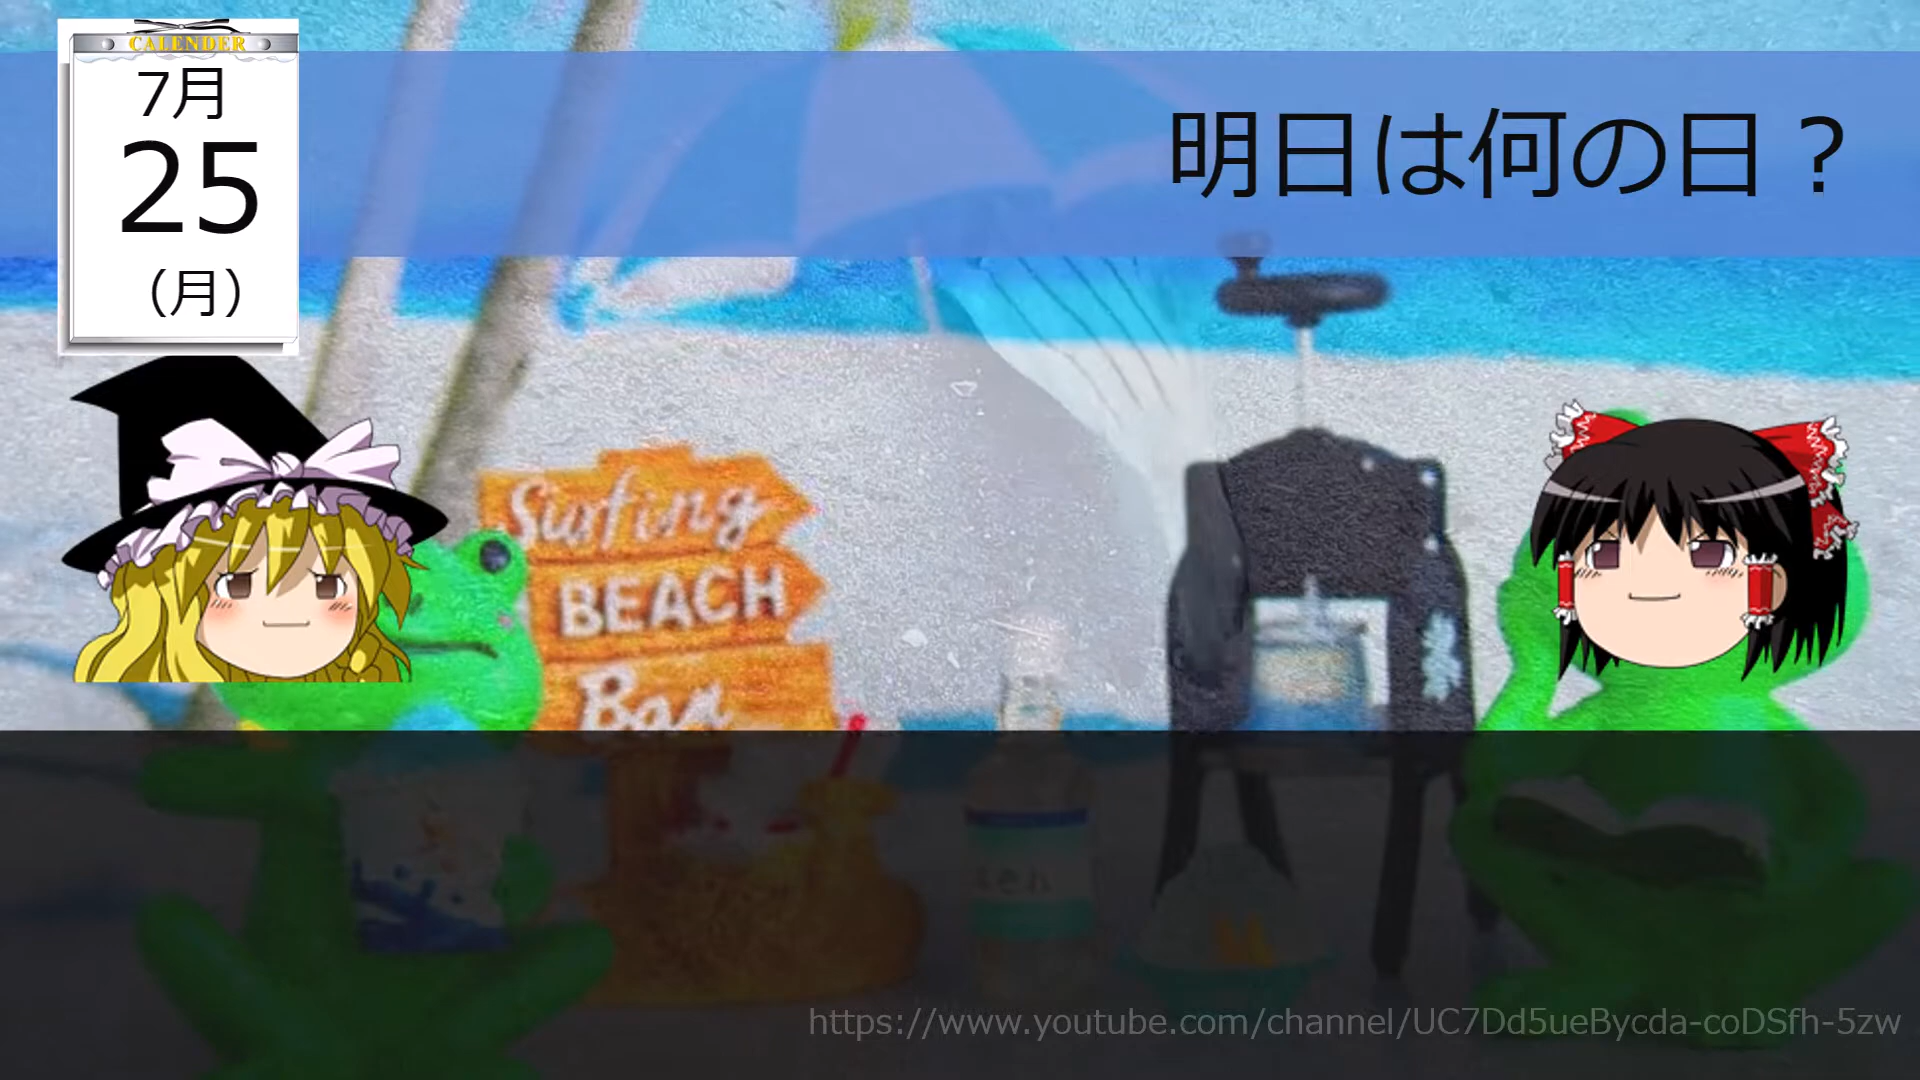 CALENDER
7月
25
（月）
明日は何の日？
Surfing
BEACH
Bar
https://www.youtube.com/channel/UC7Dd5ueBycda-coDSfh-5zw